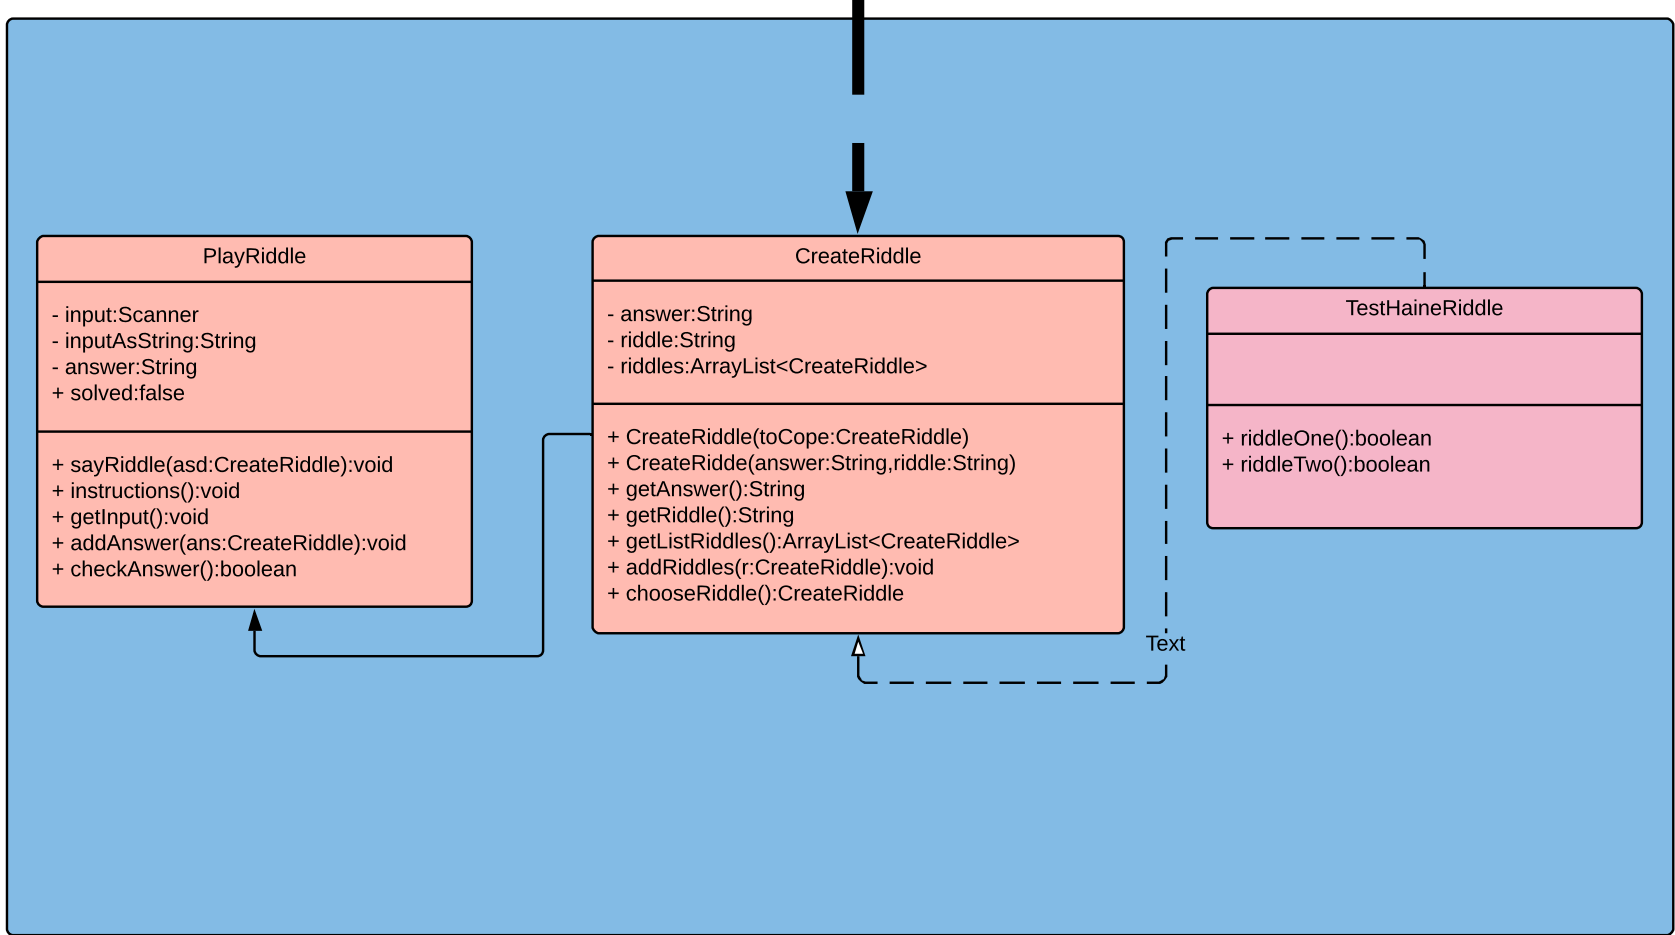 PlayRiddle
- input:Scanner
- inputAsString:String
- answer:String
+ solved:false
+ sayRiddle(asd:CreateRiddle):void
+ instructions():void
+ getInput():void
+ addAnswer(ans:CreateRiddle):void
+ checkAnswer():boolean
CreateRiddle
- answer:String
- riddle:String
- riddles:ArrayList<CreateRiddle>
+ CreateRiddle(toCope:CreateRiddle)
+ CreateRidde(answer:String,riddle:String)
+ getAnswer():String
+ getRiddle():String
+ getListRiddles():ArrayList<CreateRiddle>
+ addRiddles(r:CreateRiddle):void
+ chooseRiddle():CreateRiddle
Text
TestHaineRiddle
+ riddleOne():boolean
+ riddleTwo():boolean